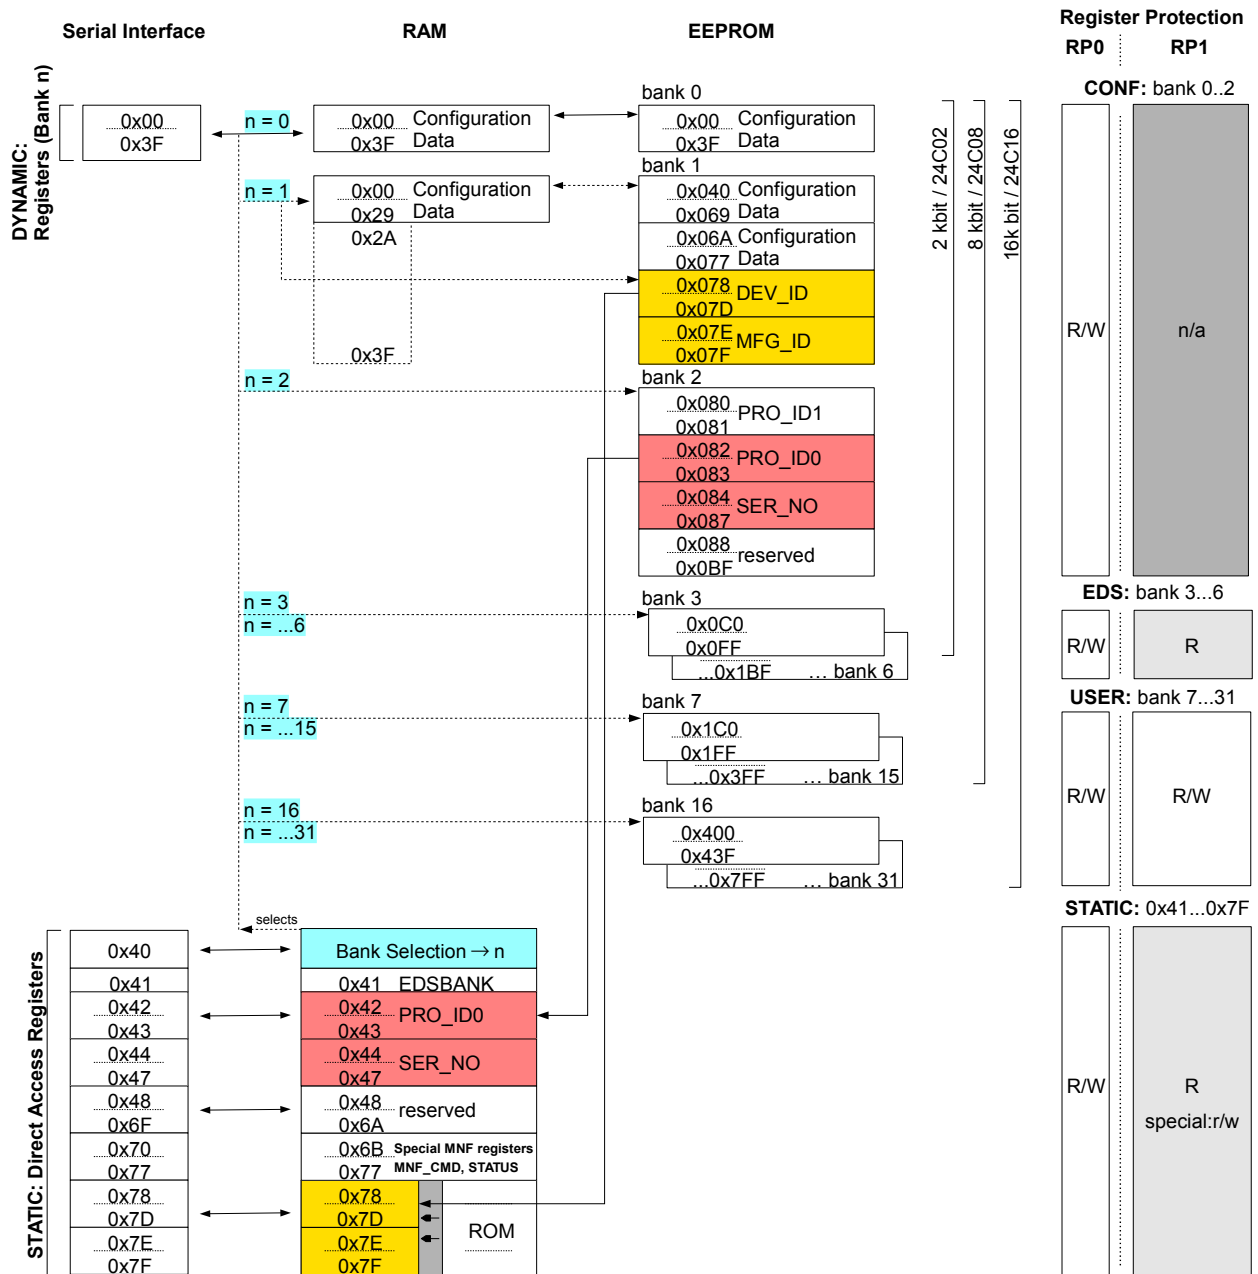 Register Protection
Serial Interface RAM EEPROM RP0 RP1
DYNAMIC:
Registers (Bank n)
CONF: bank 0..2
bank 0
0x00
0x3F
n = 0
0x00 Configuration
0x3F Data
0x00 Configuration
0x3F Data
bank 1
n = 1
0x00 Configuration
0x29 Data
0x2A
0x3F
0x040 Configuration
0x069 Data
0x06A Configuration
0x077 Data
0x078 DEV_ID
0x07D
0x07E MFG_ID
0x07F
2 kbit / 24C02
8 kbit / 24C08
16k bit / 24C16
R/W
n/a
n = 2
bank 2
0x080 PRO_ID1
0x081
0x082 PRO_ID0
0x083
0x084 SER_NO
0x087
0x088 reserved
0x0BF
EDS: bank 3...6
n = 3
n = ...6
bank 3
0x0C0
0x0FF
...0x1BF ... bank 6
R/W
R
USER: bank 7...31
n = 7
n = ...15
bank 7
0x1C0
0x1FF
...0x3FF ... bank 15
R/W
R/W
n = 16
n = ...31
bank 16
0x400
0x43F
...0x7FF ... bank 31
STATIC: 0x41...0x7F
selects
STATIC: Direct Access Registers
0x40
0x41
0x42
0x43
0x44
0x47
0x48
0x6F
0x70
0x77
0x78
0x7D
0x7E
0x7F
Bank Selection → n
0x41 EDSBANK
0x42 PRO_ID0
0x43
0x44 SER_NO
0x47
0x48 reserved
0x6A
0x6B Special MNF registers
0x77 MNF_CMD, STATUS
0x78
0x7D
0x7E
0x7F
ROM
R/W
R
special:r/w